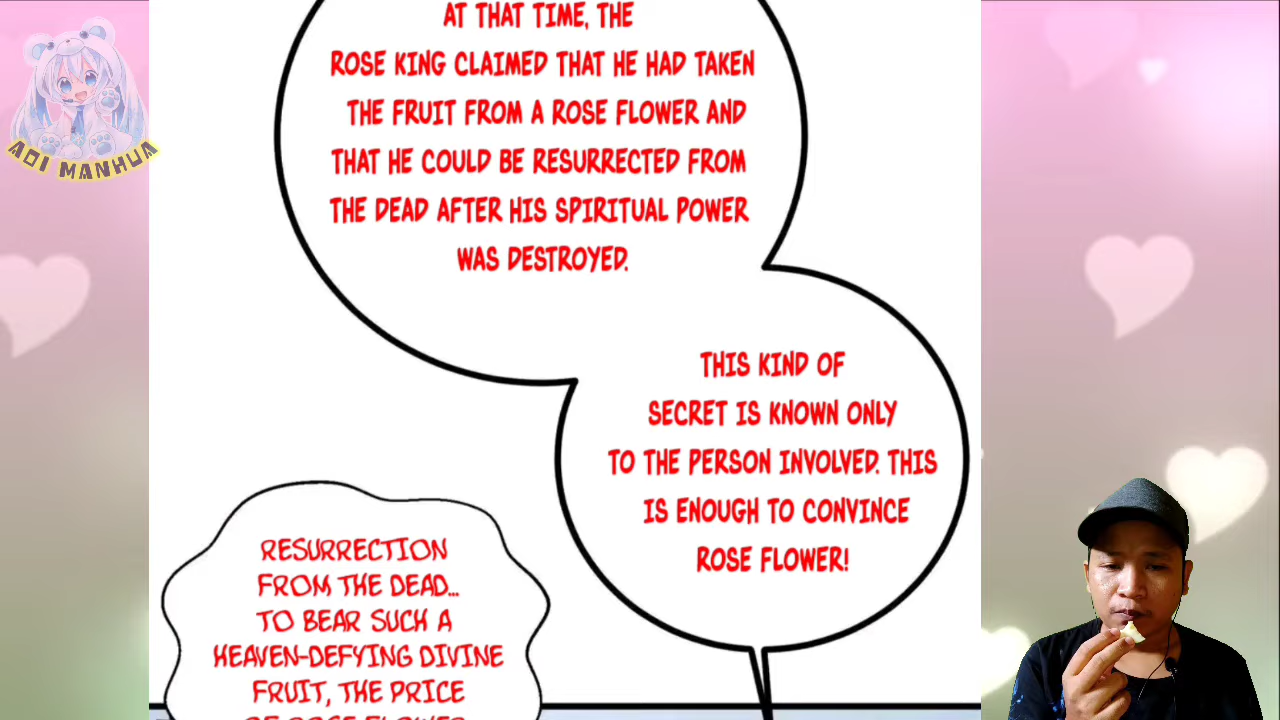 AT THAT TIME, THE
ROSE KING CLAIMED THAT HE HAD TAKEN
THE FRUIT FROM A ROSE FLOWER AND
THAT HE COULD BE RESURRECTED FROM
THE DEAD AFTER HIS SPIRITUAL POWER
WAS DESTROYED.
THIS KIND OF
SECRET IS KNOWN ONLY
TO THE PERSON INVOLVED. THIS
IS ENOUGH TO CONVINCE
ROSE FLOWER!
RESURRECTION
FROM THE DEAD...
TO BEAR SUCH A
HEAVEN-DEFYING DIVINE
FRUIT, THE PRICE
OF ROSE FLOWER
AOI MANHUA